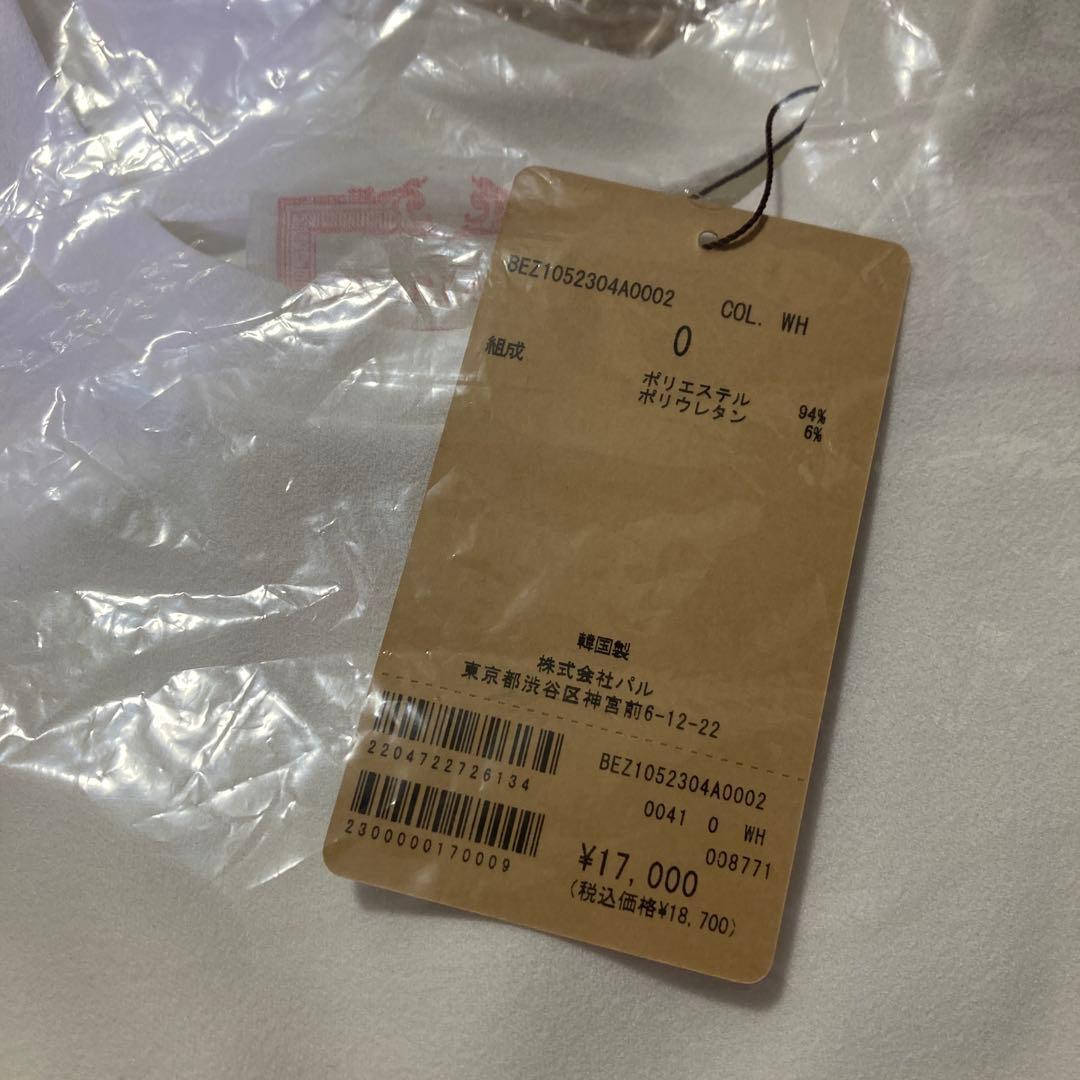 BEZ1052304A0002 COL. WH
0
組成
ポリエステル 94%
ポリウレタン 6%
韓国製
株式会社パル
東京都渋谷区神宮前6-12-22
2204722726134
2300000170009
BEZ1052304A0002
0041 0 WH
008771
¥17,000
(税込価格¥18,700)